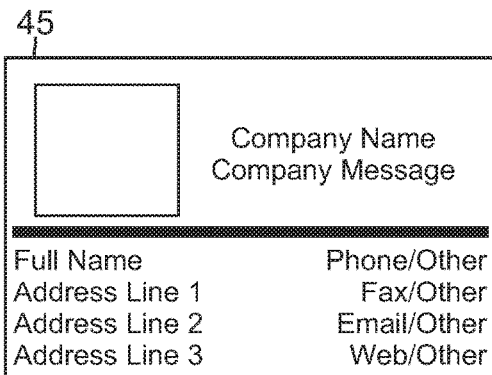 45
Company Name
Company Message
Full Name Phone/Other
Address Line 1 Fax/Other
Address Line 2 Email/Other
Address Line 3 Web/Other